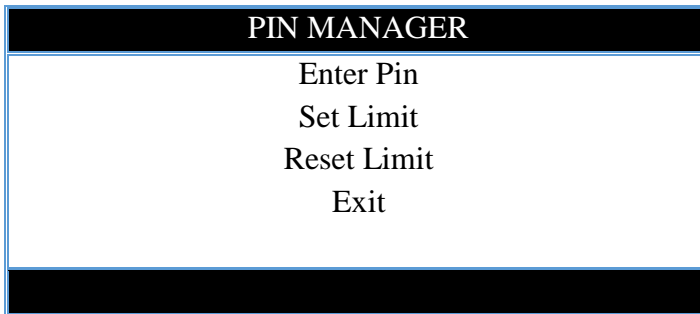 PIN MANAGER
Enter Pin
Set Limit
Reset Limit
Exit